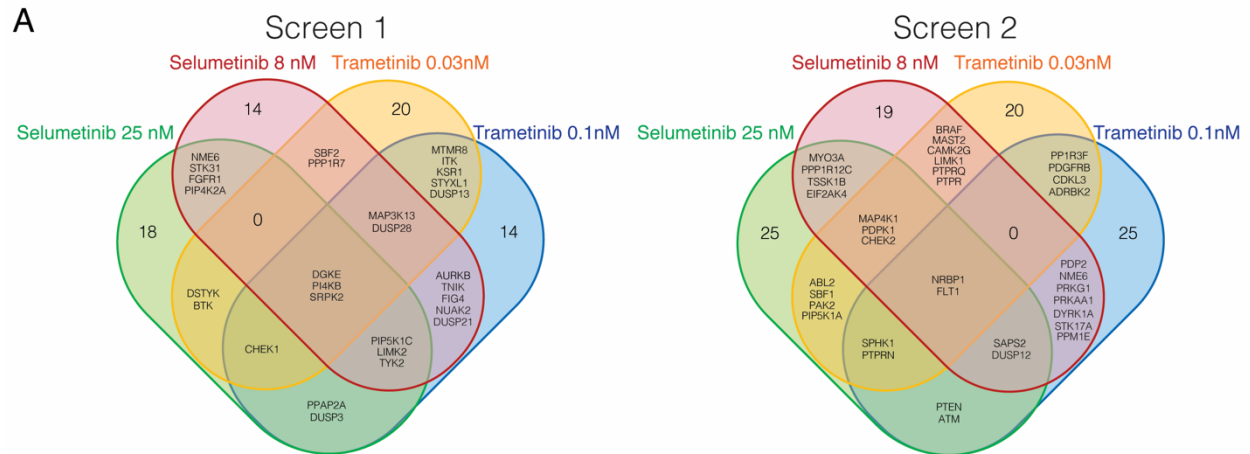 A
Screen 1
Selumetinib 8 nM
Trametinib 0.03nM
Selumetinib 25 nM
Trametinib 0.1nM
14
20
NME6
STK31
FGFR1
PIP4K2A
SBF2
PPP1R7
MTMR8
ITK
KSR1
STYXL1
DUSP13
18
0
MAP3K13
DUSP28
14
DSTYK
BTK
DGKE
PI4KB
SRPK2
AURKB
TNIK
FIG4
NUAK2
DUSP21
CHEK1
PIP5K1C
LIMK2
TYK2
PPAP2A
DUSP3
Screen 2
Selumetinib 8 nM
Trametinib 0.03nM
Selumetinib 25 nM
Trametinib 0.1nM
19
20
MYO3A
PPP1R12C
TSSK1B
EIF2AK4
BRAF
MAST2
CAMK2G
LIMK1
PTPRQ
PTPR
PP1R3F
PDGFRB
CDKL3
ADRBK2
25
MAP4K1
PDPK1
CHEK2
0
25
ABL2
SBF1
PAK2
PIP5K1A
NRBP1
FLT1
PDP2
NME6
PRKG1
PRKAA1
DYRK1A
STK17A
PPM1E
SPHK1
PTPRN
SAPS2
DUSP12
PTEN
ATM